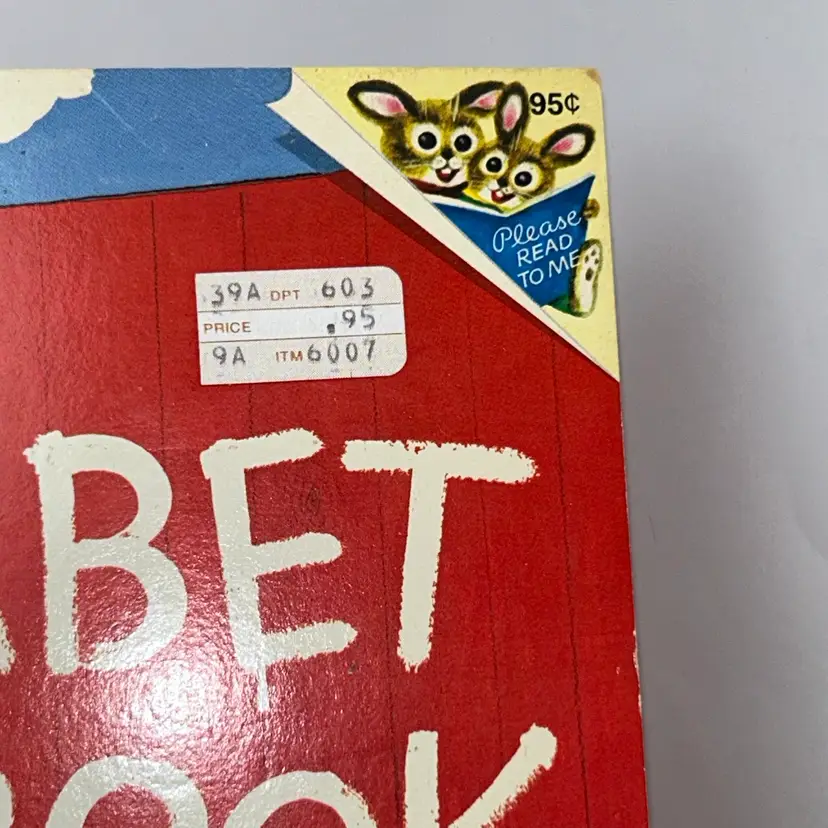 95¢
Please
READ
TO ME
39A DPT 603
PRICE .95
9A ITM 6007
BET
OOK